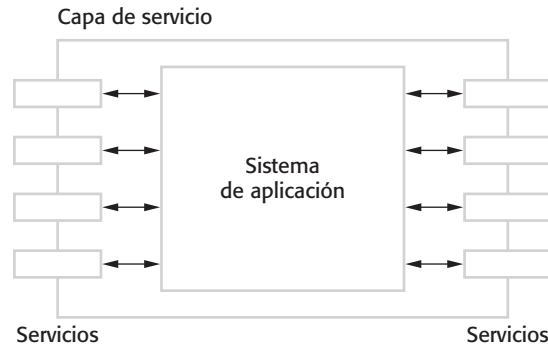 Capa de servicio
Sistema
de aplicación
Servicios
Servicios